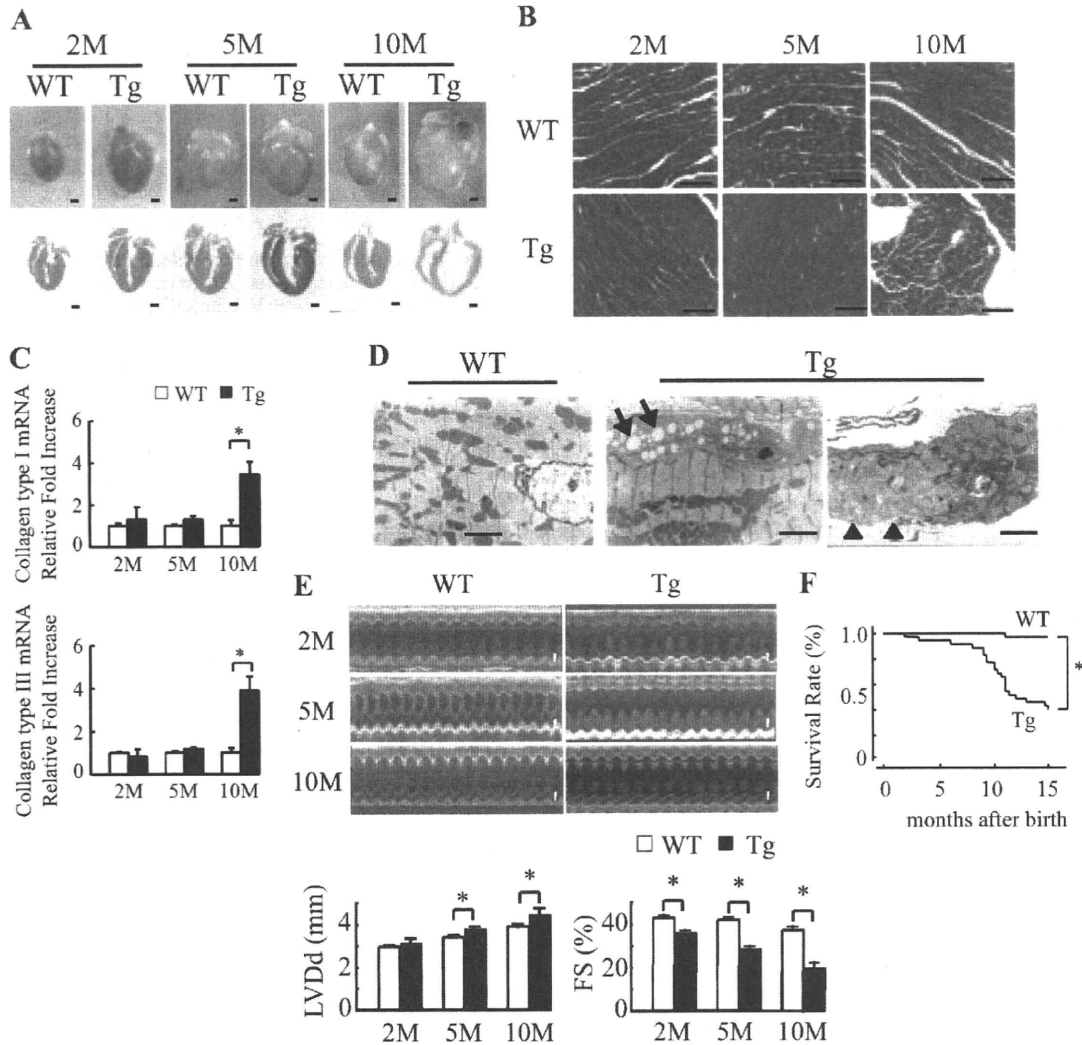 A
2M 5M 10M
WT Tg WT Tg WT Tg
B
2M 5M 10M
WT
Tg
C
WT Tg
Collagen type I mRNA
Relative Fold Increase
6
4
2
0
*
2M 5M 10M
Collagen type III mRNA
Relative Fold Increase
6
4
2
0
*
2M 5M 10M
D
WT Tg
E
WT Tg
2M
5M
10M
WT Tg
LVDd (mm)
4
2
0
* *
2M 5M 10M
FS (%)
40
20
0
* * *
2M 5M 10M
F
Survival Rate (%)
1.0
0.5
0
WT
Tg
*
0 5 10 15
months after birth